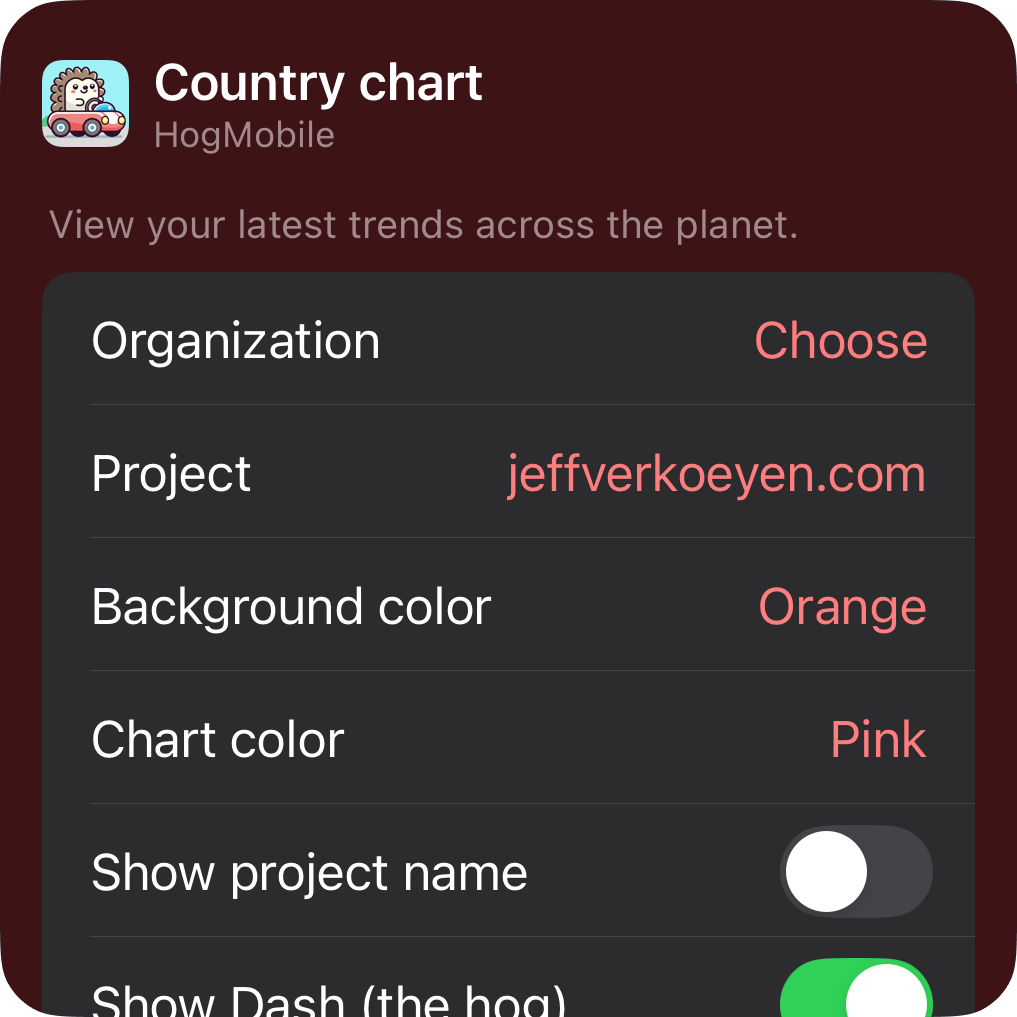 Country chart
HogMobile
View your latest trends across the planet.
Organization Choose
Project jeffverkoeyen.com
Background color Orange
Chart color Pink
Show project name
Show Dash (the hog)